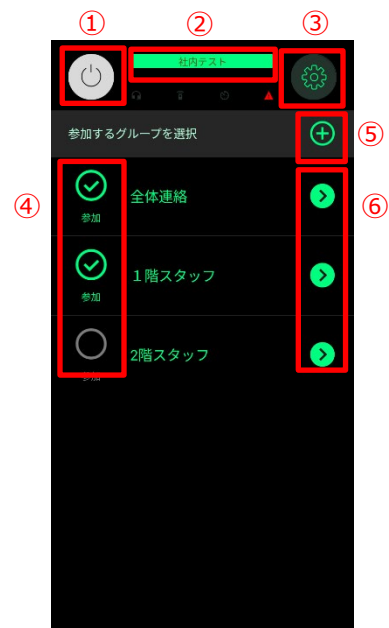 ① ② ③
社内テスト
参加するグループを選択
⑤
④ ⑥
全体連絡
参加
１階スタッフ
参加
2階スタッフ
参加